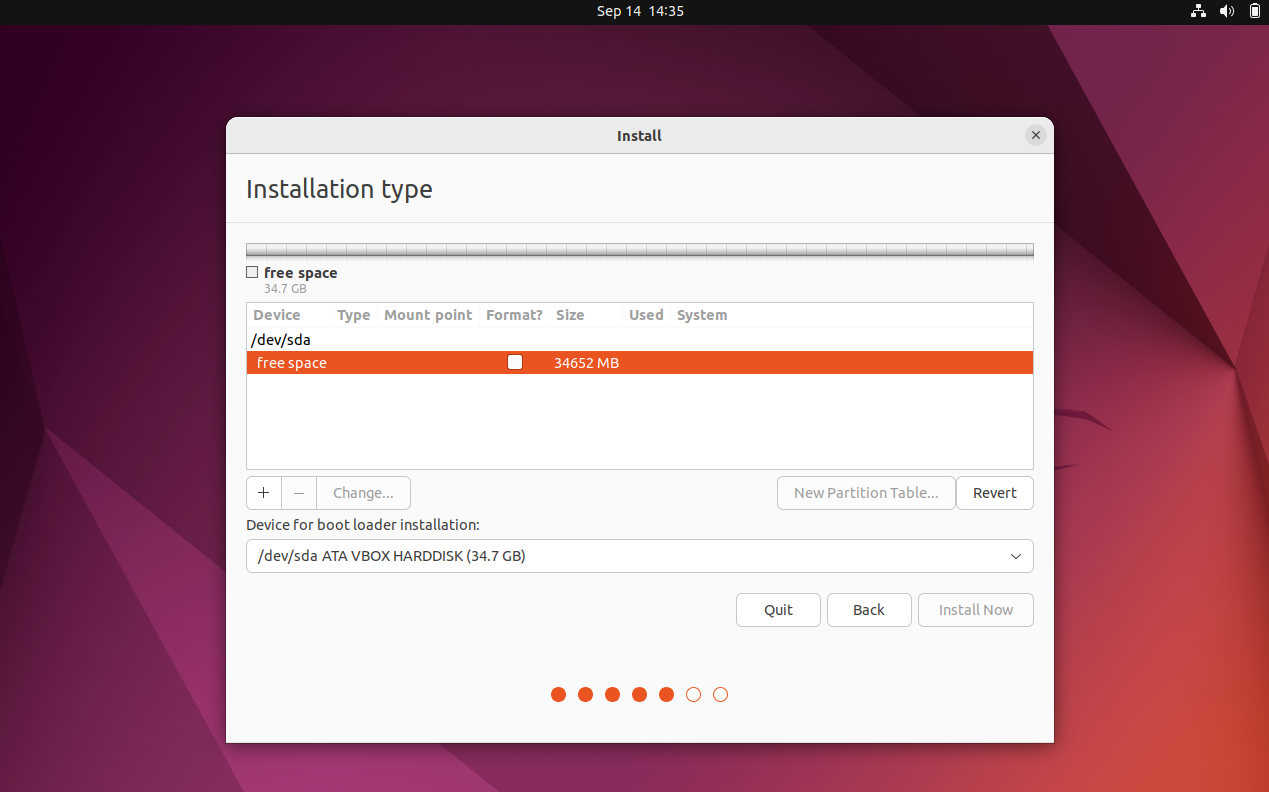 Sep 14 14:35
Install
Installation type
free space
34.7 GB
Device Type Mount point Format? Size Used System
/dev/sda
free space 34652 MB
+ − Change... New Partition Table... Revert
Device for boot loader installation:
/dev/sda ATA VBOX HARDDISK (34.7 GB)
Quit Back Install Now